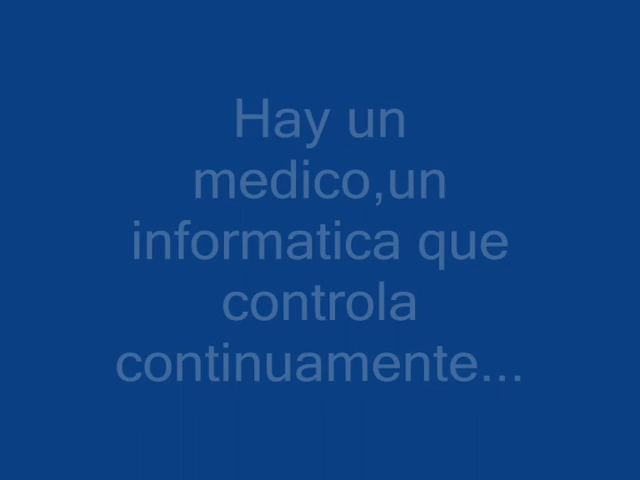 Hay un
medico,un
informatica que
controla
continuamente...